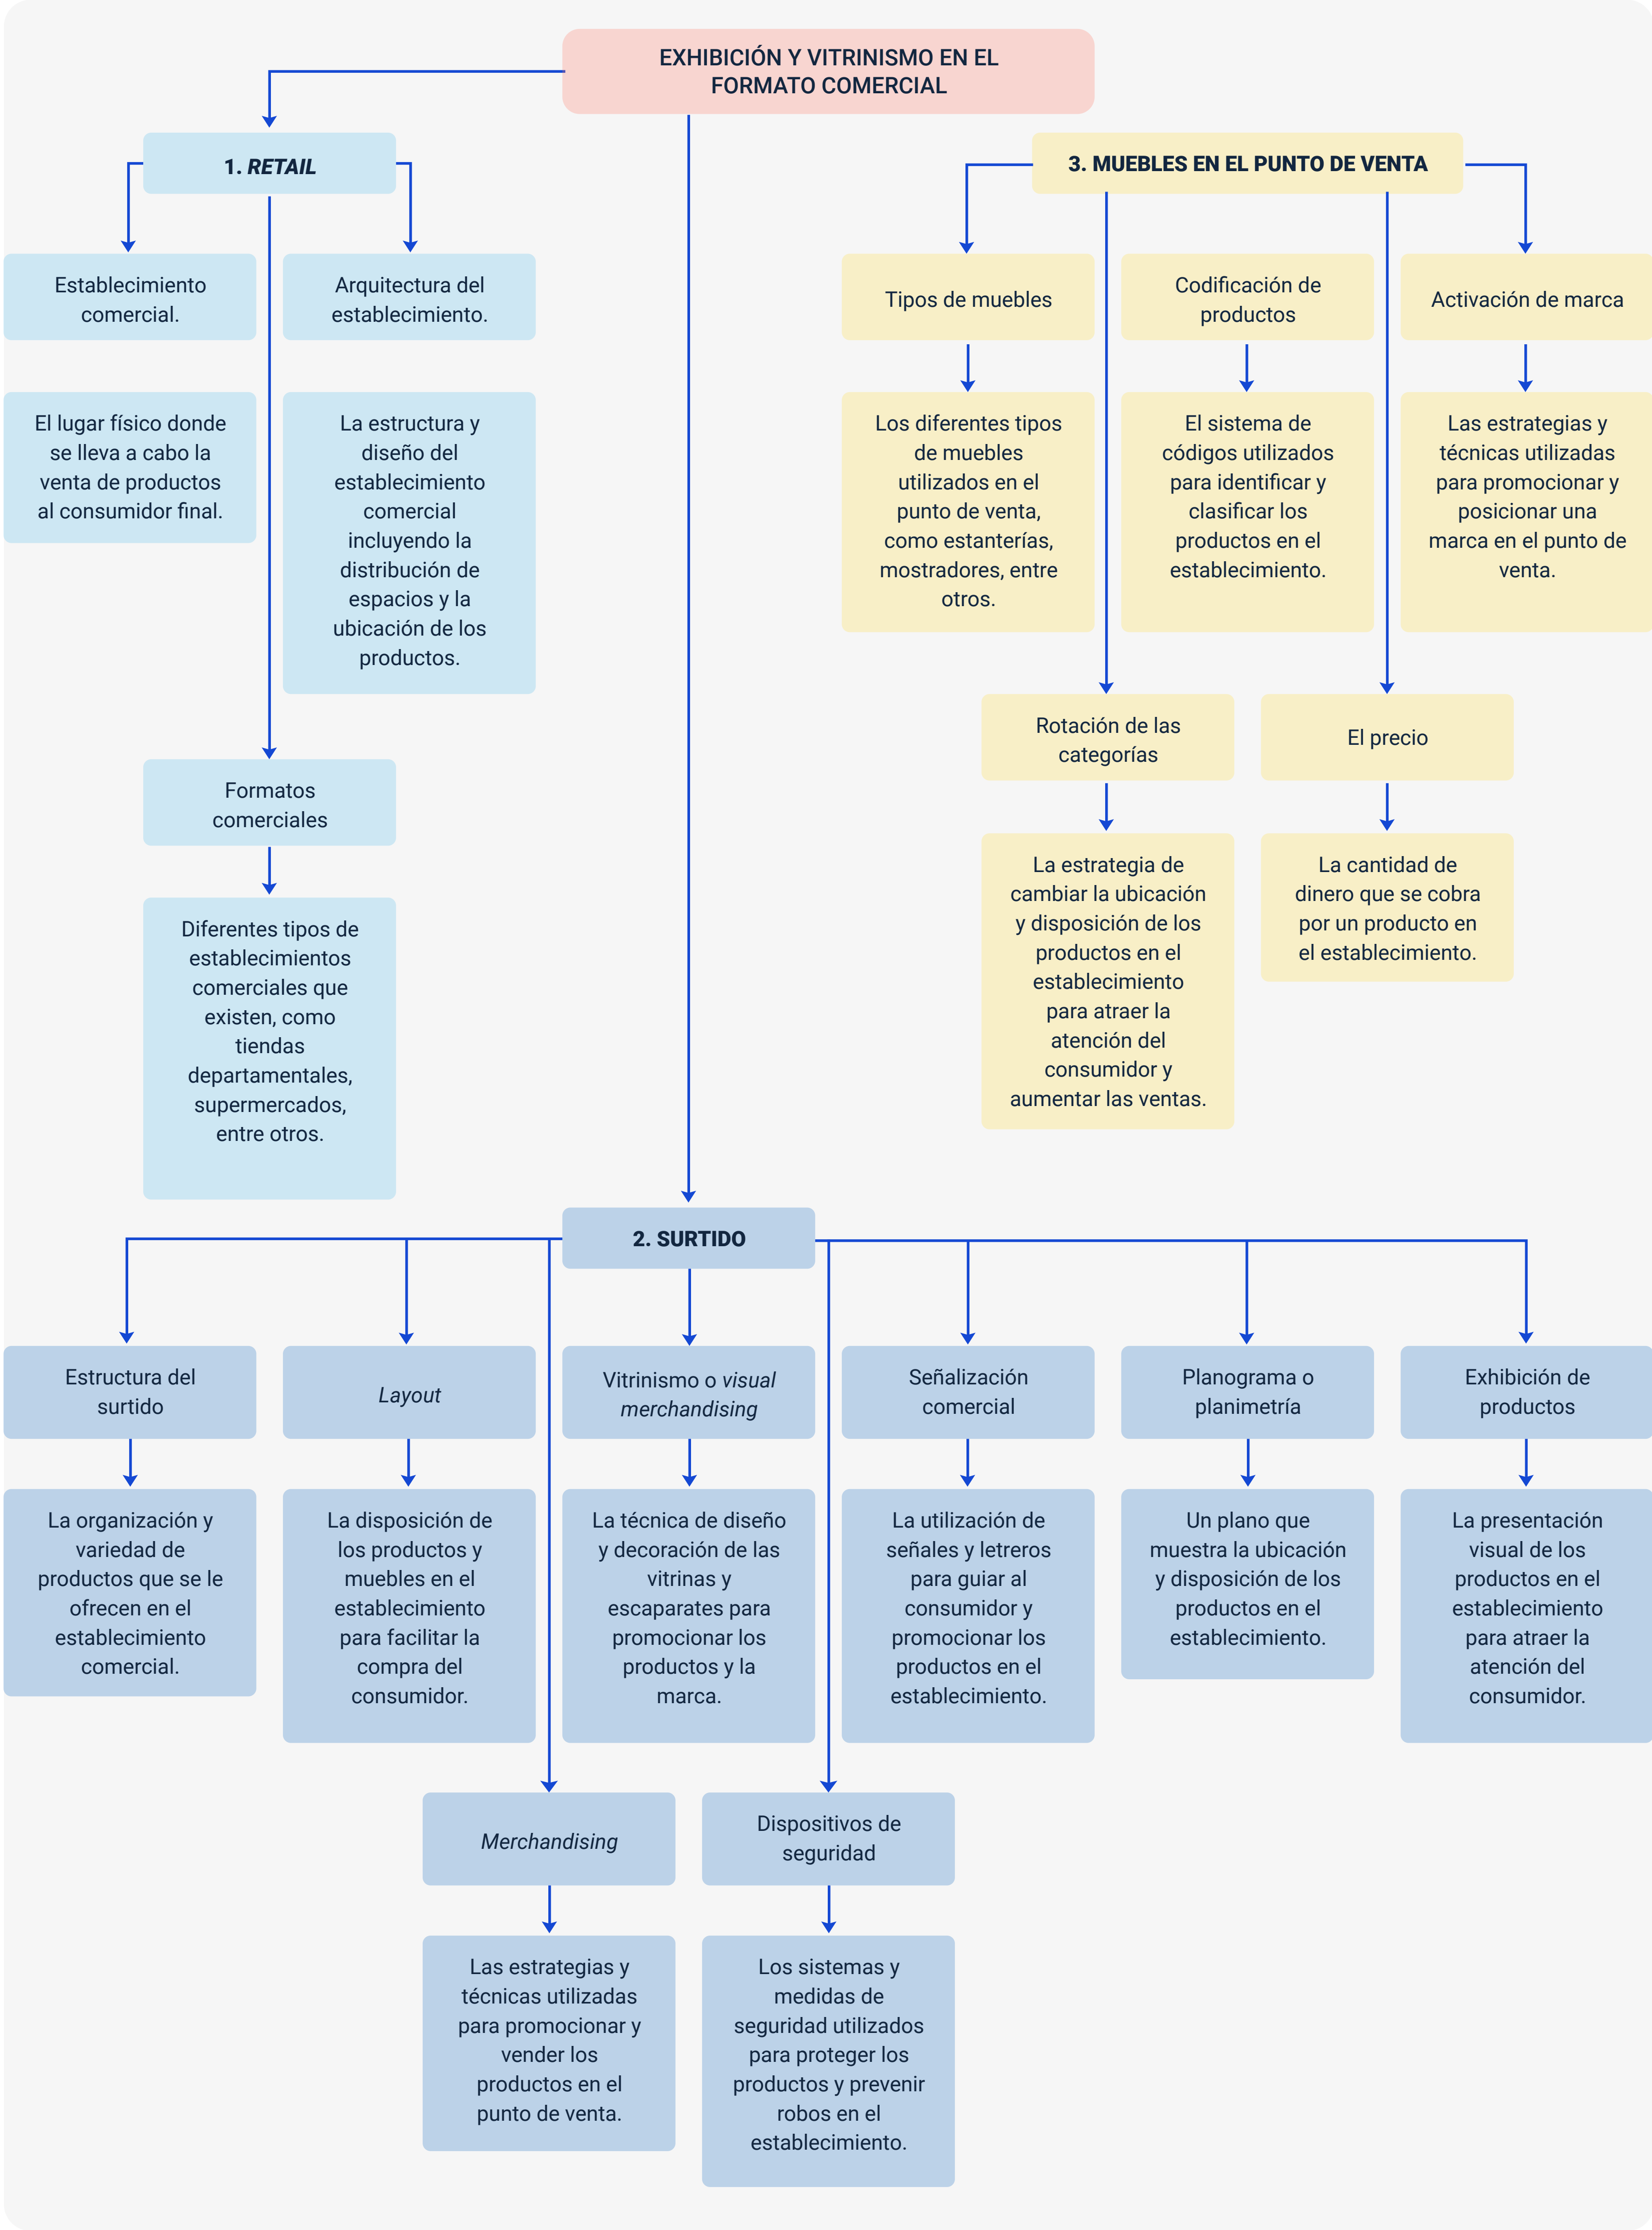 EXHIBICIÓN Y VITRINISMO EN EL
FORMATO COMERCIAL
1. RETAIL
Establecimiento
comercial.
Arquitectura del
establecimiento.
El lugar físico donde
se lleva a cabo la
venta de productos
al consumidor final.
La estructura y
diseño del
establecimiento
comercial
incluyendo la
distribución de
espacios y la
ubicación de los
productos.
Formatos
comerciales
Diferentes tipos de
establecimientos
comerciales que
existen, como
tiendas
departamentales,
supermercados,
entre otros.
3. MUEBLES EN EL PUNTO DE VENTA
Tipos de muebles
Codificación de
productos
Activación de marca
Los diferentes tipos
de muebles
utilizados en el
punto de venta,
como estanterías,
mostradores, entre
otros.
El sistema de
códigos utilizados
para identificar y
clasificar los
productos en el
establecimiento.
Las estrategias y
técnicas utilizadas
para promocionar y
posicionar una
marca en el punto de
venta.
Rotación de las
categorías
El precio
La estrategia de
cambiar la ubicación
y disposición de los
productos en el
establecimiento
para atraer la
atención del
consumidor y
aumentar las ventas.
La cantidad de
dinero que se cobra
por un producto en
el establecimiento.
2. SURTIDO
Estructura del
surtido
Layout
Vitrinismo o visual
merchandising
Señalización
comercial
Planograma o
planimetría
Exhibición de
productos
La organización y
variedad de
productos que se le
ofrecen en el
establecimiento
comercial.
La disposición de
los productos y
muebles en el
establecimiento
para facilitar la
compra del
consumidor.
La técnica de diseño
y decoración de las
vitrinas y
escaparates para
promocionar los
productos y la
marca.
La utilización de
señales y letreros
para guiar al
consumidor y
promocionar los
productos en el
establecimiento.
Un plano que
muestra la ubicación
y disposición de los
productos en el
establecimiento.
La presentación
visual de los
productos en el
establecimiento
para atraer la
atención del
consumidor.
Merchandising
Dispositivos de
seguridad
Las estrategias y
técnicas utilizadas
para promocionar y
vender los
productos en el
punto de venta.
Los sistemas y
medidas de
seguridad utilizados
para proteger los
productos y prevenir
robos en el
establecimiento.